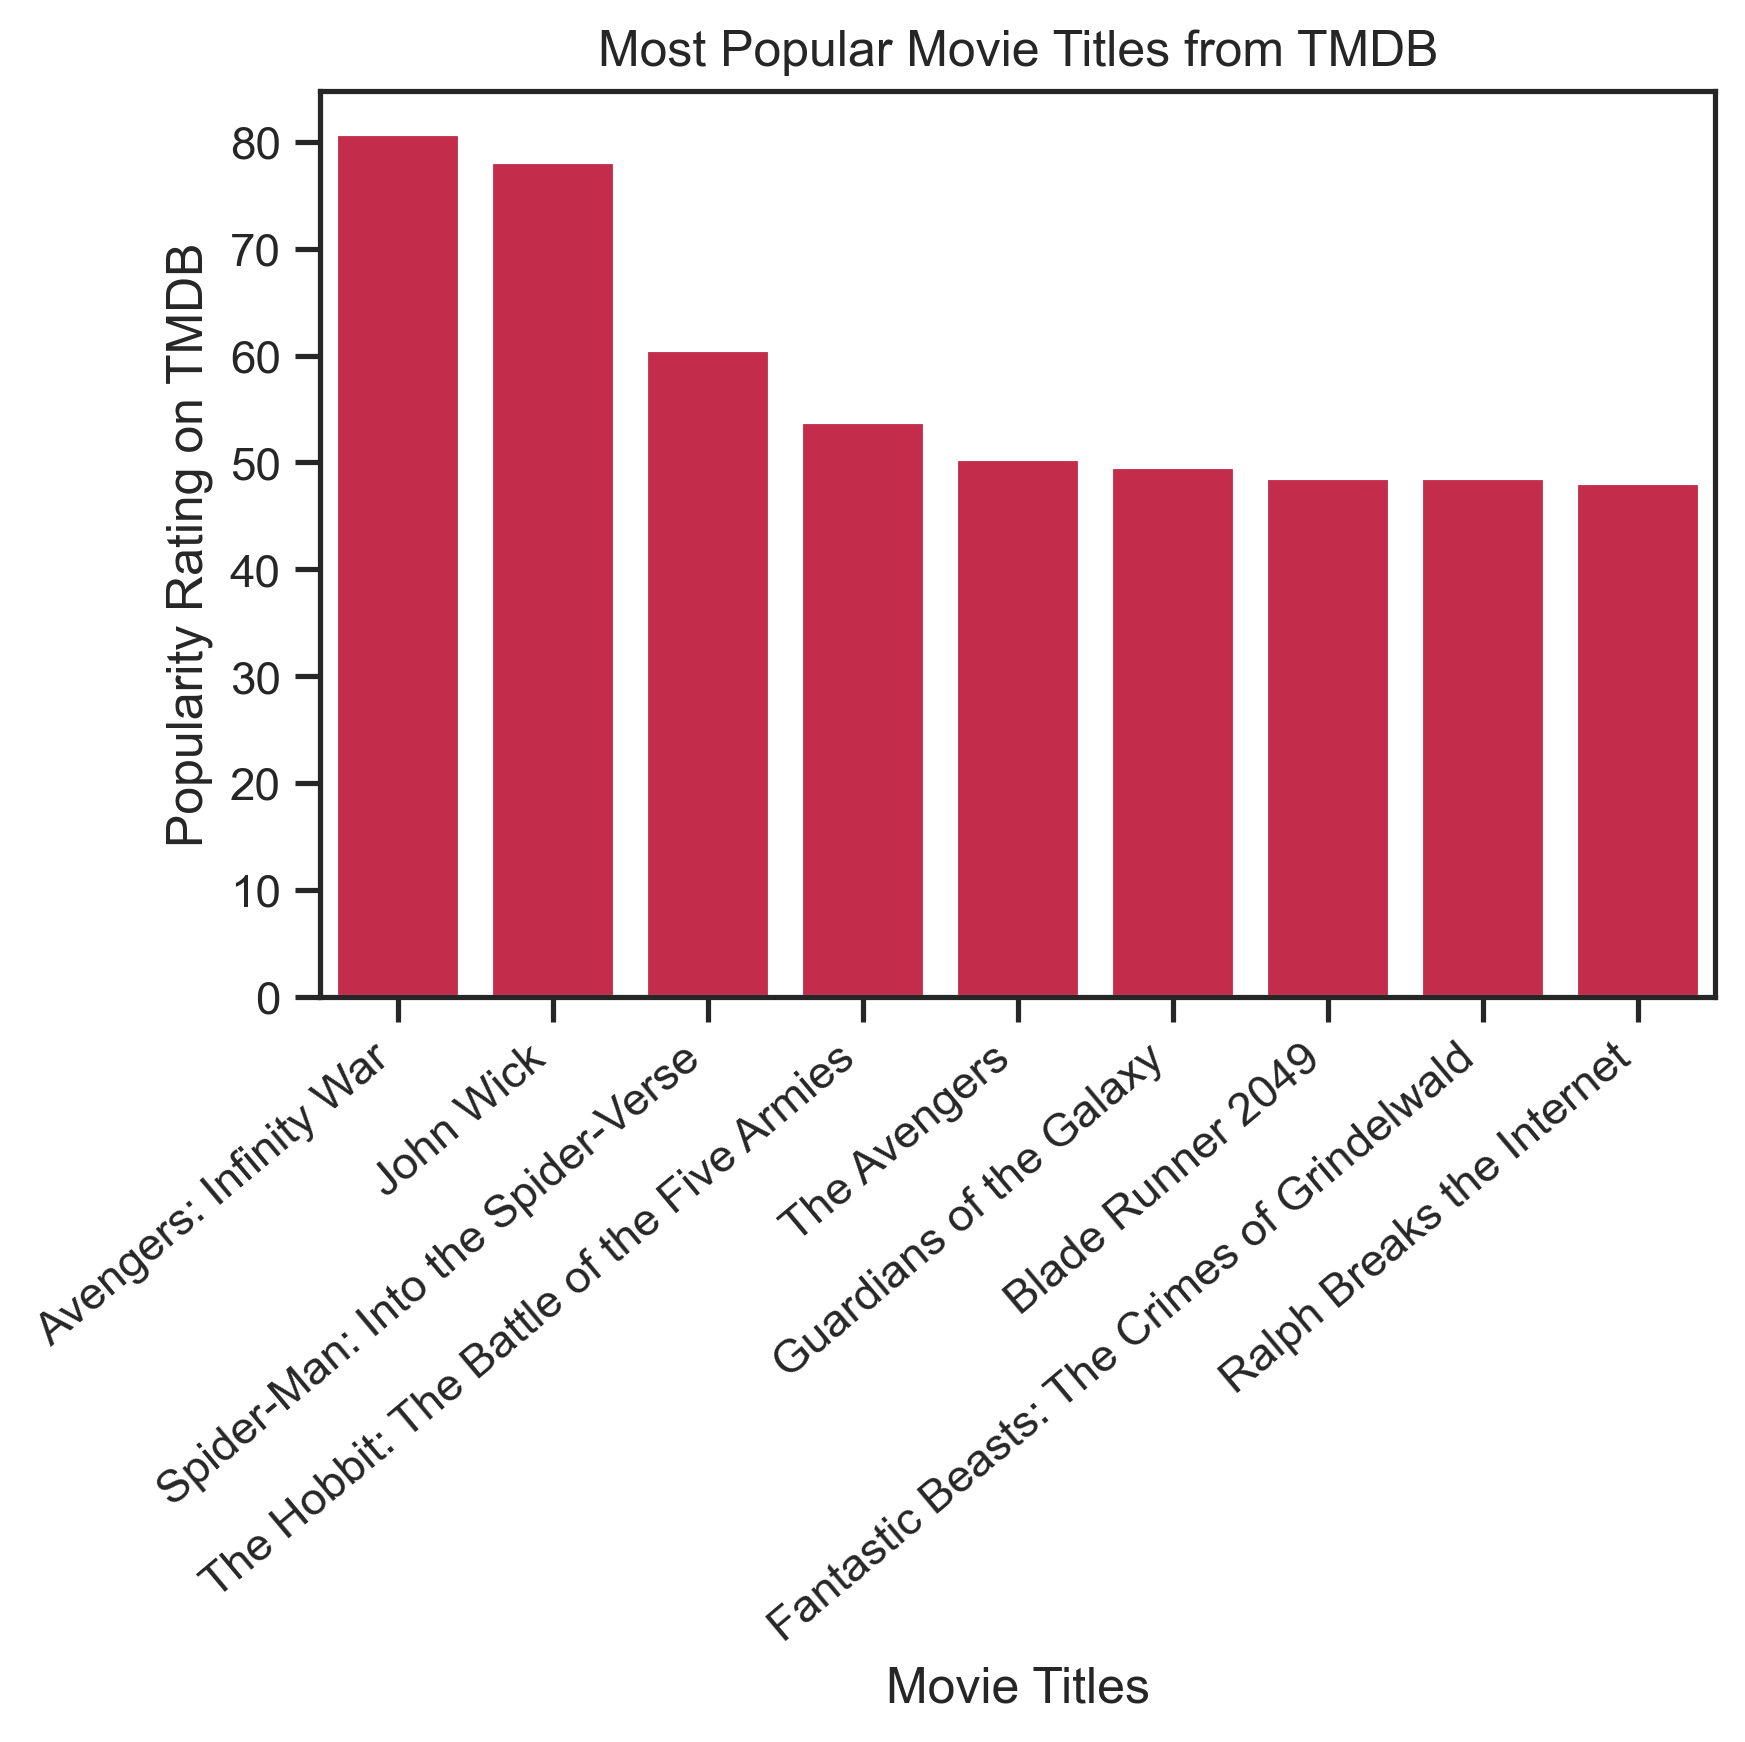 Most Popular Movie Titles from TMDB
Popularity Rating on TMDB
80
70
60
50
40
30
20
10
0
Avengers: Infinity War
John Wick
Spider-Man: Into the Spider-Verse
The Hobbit: The Battle of the Five Armies
The Avengers
Guardians of the Galaxy
Blade Runner 2049
Fantastic Beasts: The Crimes of Grindelwald
Ralph Breaks the Internet
Movie Titles